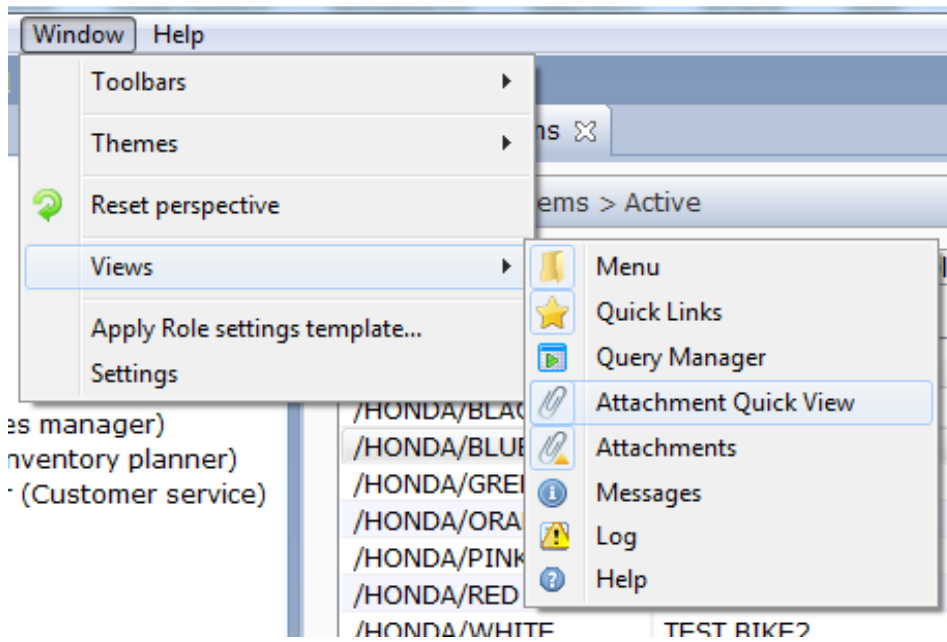 Window Help
Toolbars
Themes
Reset perspective
ems > Active
Views
Menu
Quick Links
Apply Role settings template...
Query Manager
Settings
Attachment Quick View
es manager)
/HONDA/BLAC
nventory planner)
/HONDA/BLUE
Attachments
(Customer service)
/HONDA/GREE
Messages
/HONDA/ORA
Log
/HONDA/PINK
Help
/HONDA/RED
/HONDA/WHITE TEST BIKE2